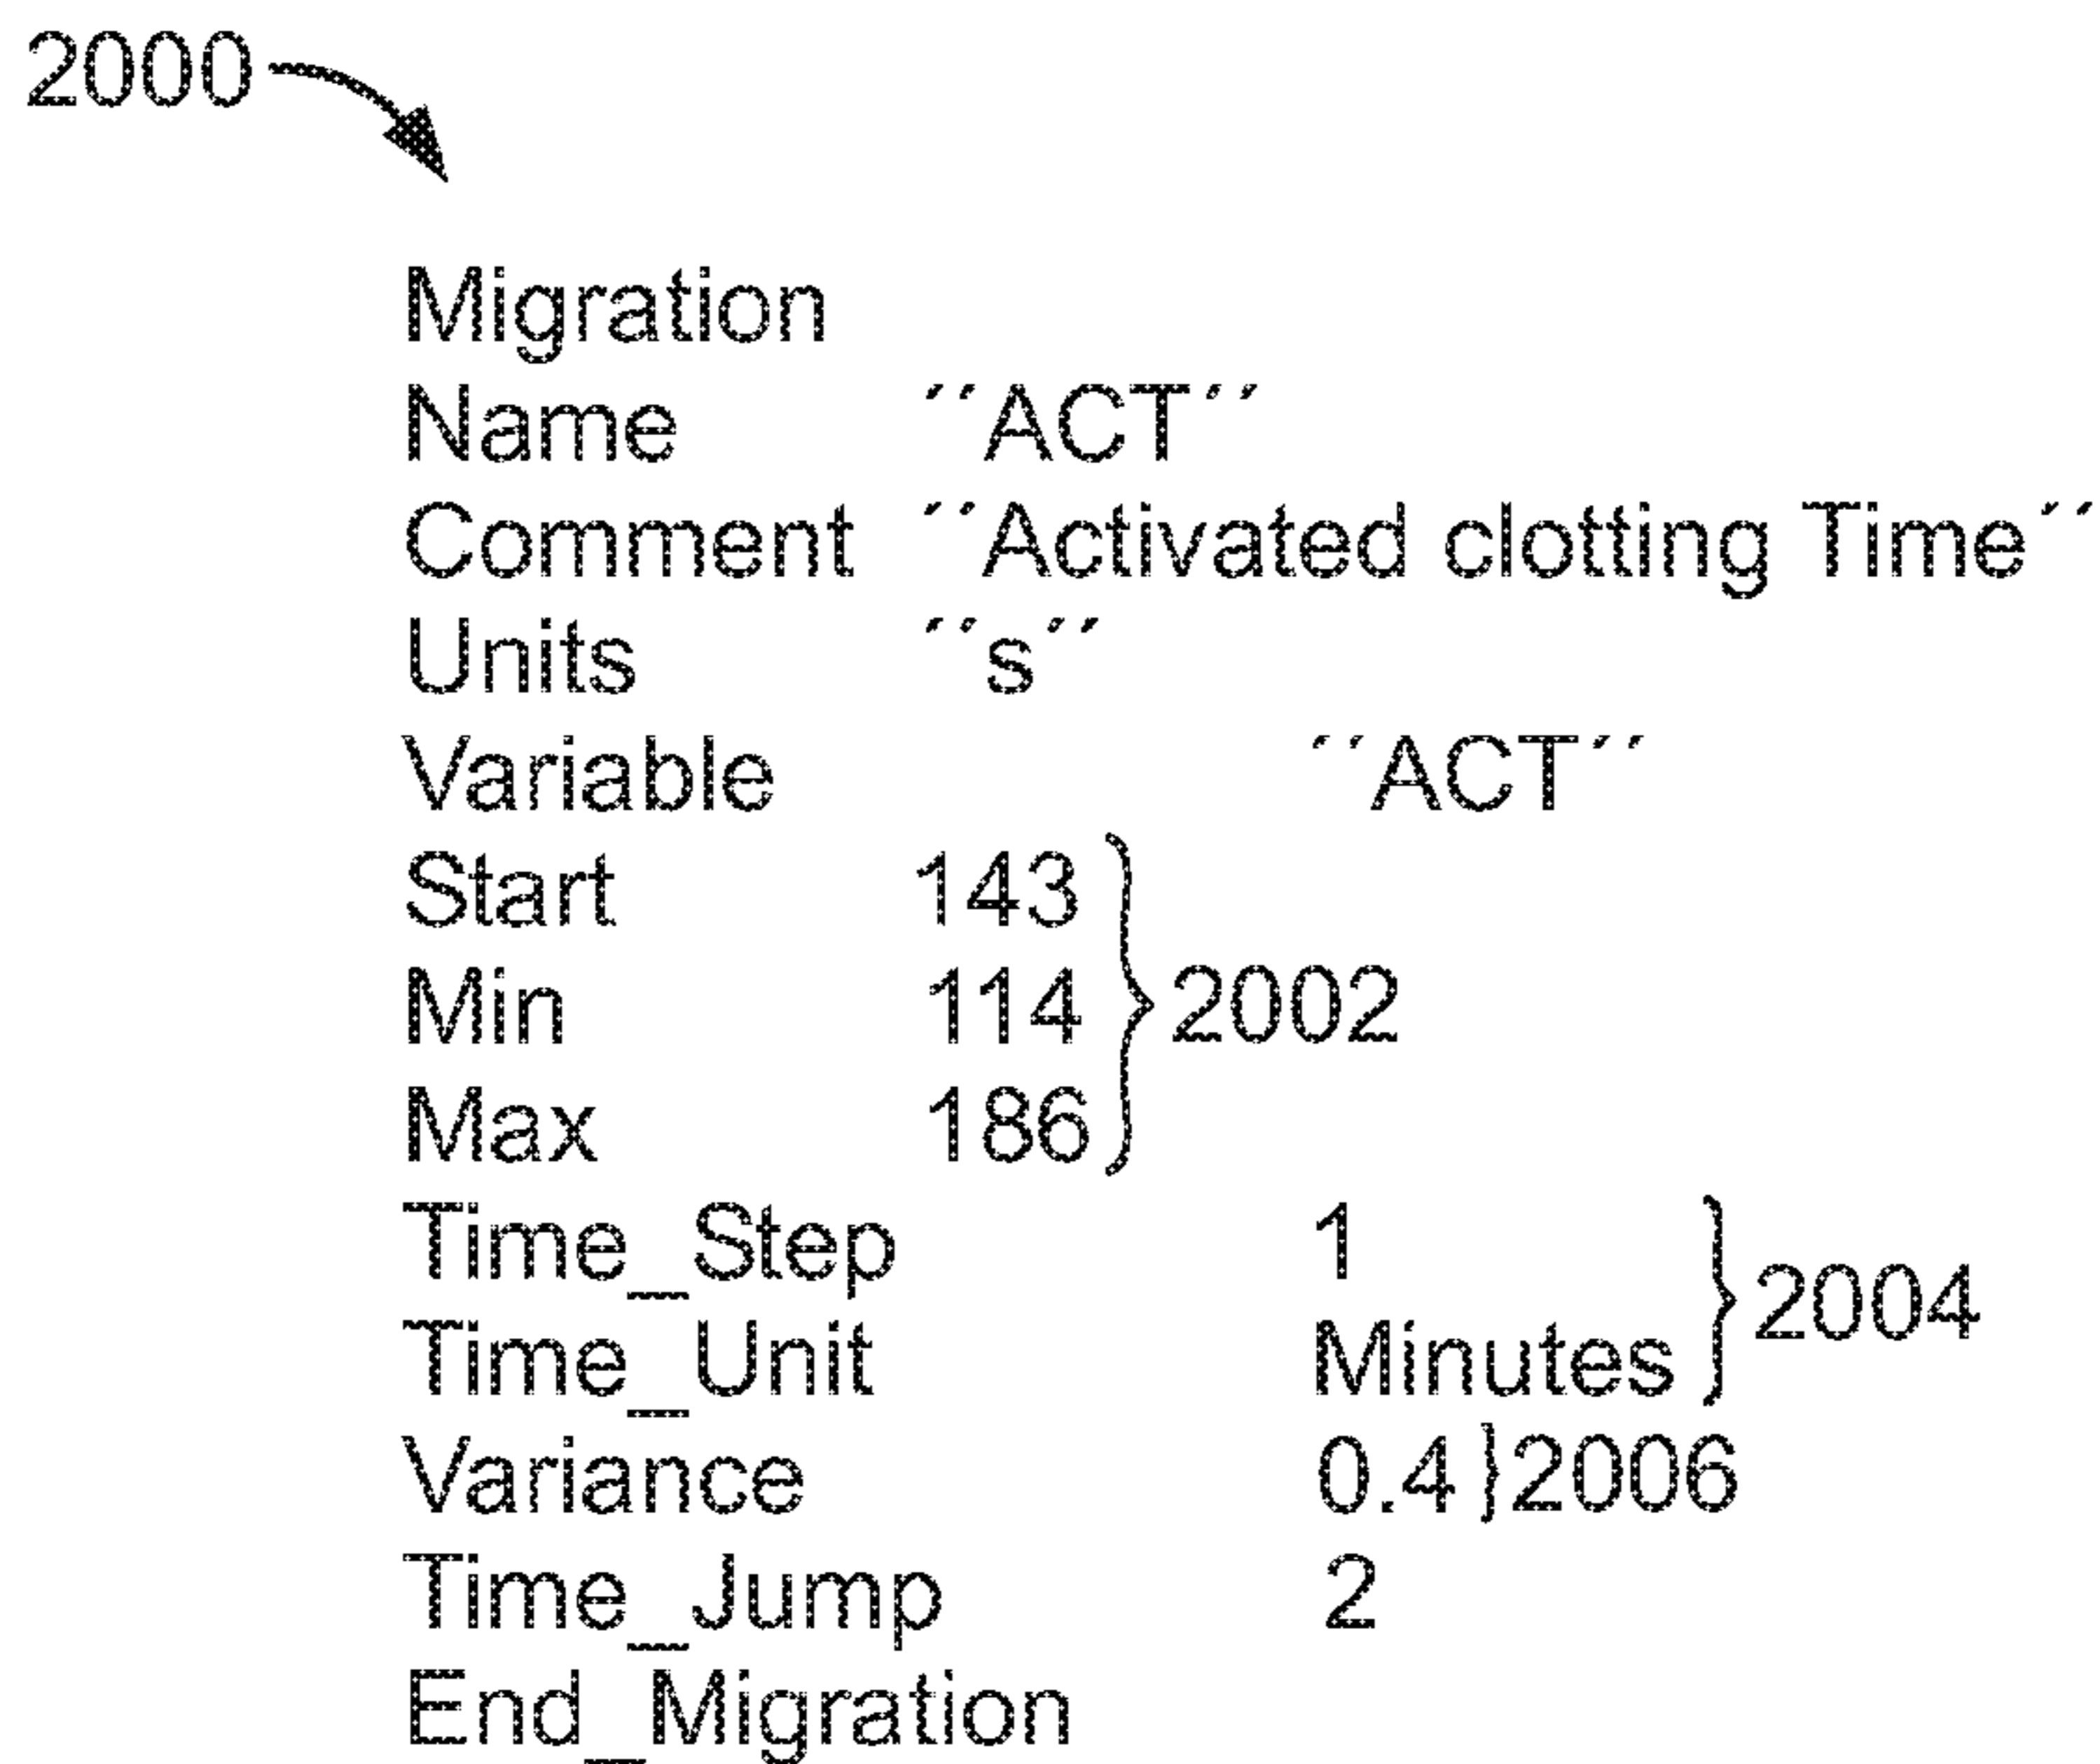 2000
Migration
Name ´´ACT´´
Comment ´´Activated clotting Time´´
Units ´´s´´
Variable ´´ACT´´
Start 143
Min 114 2002
Max 186
Time_Step 1
2004
Time_Unit Minutes
Variance 0.4 2006
Time_Jump 2
End_Migration